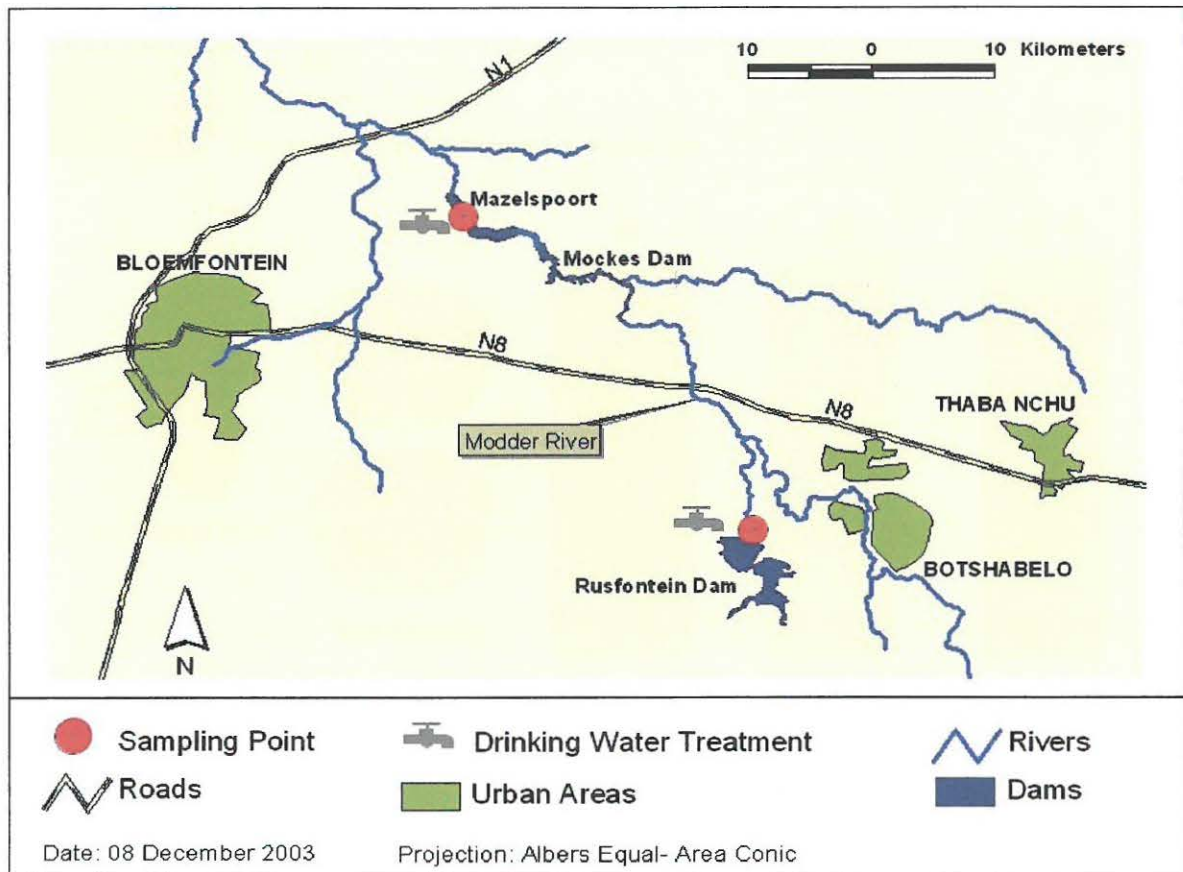 10 0 10 Kilometers
N1
Mazelspoort
BLOEMFONTEIN
Mockes Dam
N8
THABA NCHU
N8
Modder River
Rusfontein Dam
BOTSHABELO
N
Sampling Point
Drinking Water Treatment
Rivers
Roads
Urban Areas
Dams
Date: 08 December 2003
Projection: Albers Equal- Area Conic